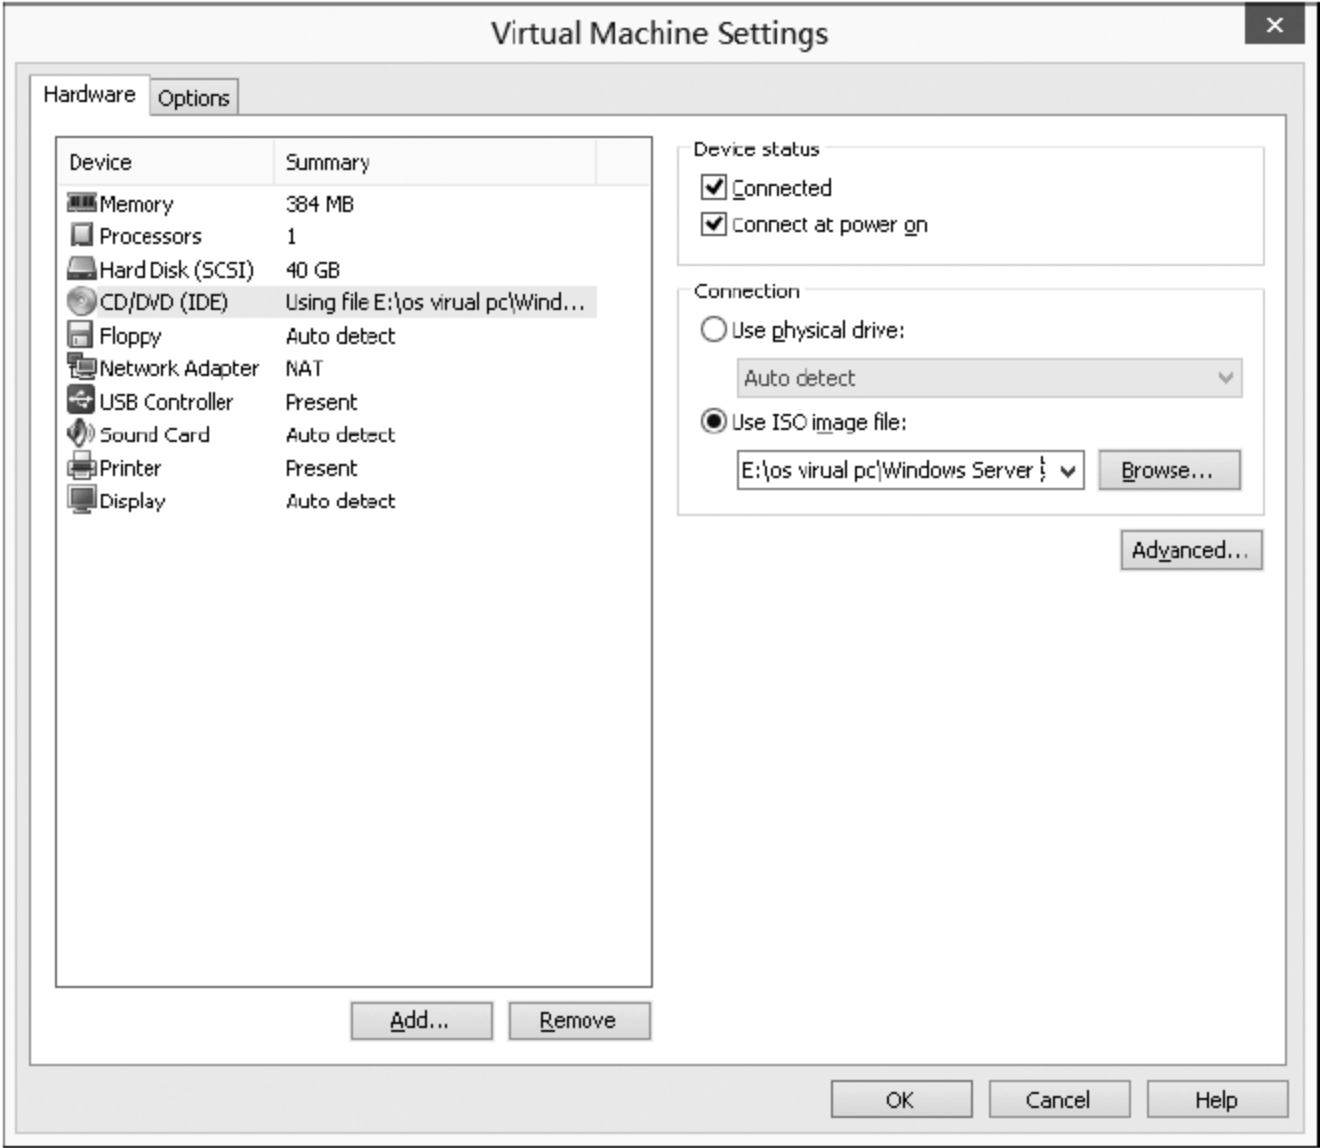 Virtual Machine Settings
Hardware
Options
Device Summary
Memory 384 MB
Processors 1
Hard Disk (SCSI) 40 GB
CD/DVD (IDE) Using file E:\os virual pc\Wind...
Floppy Auto detect
Network Adapter NAT
USB Controller Present
Sound Card Auto detect
Printer Present
Display Auto detect
Add...
Remove
Device status
Connected
Connect at power on
Connection
Use physical drive:
Auto detect
Use ISO image file:
E:\os virual pc\Windows Server
Browse...
Advanced...
OK
Cancel
Help